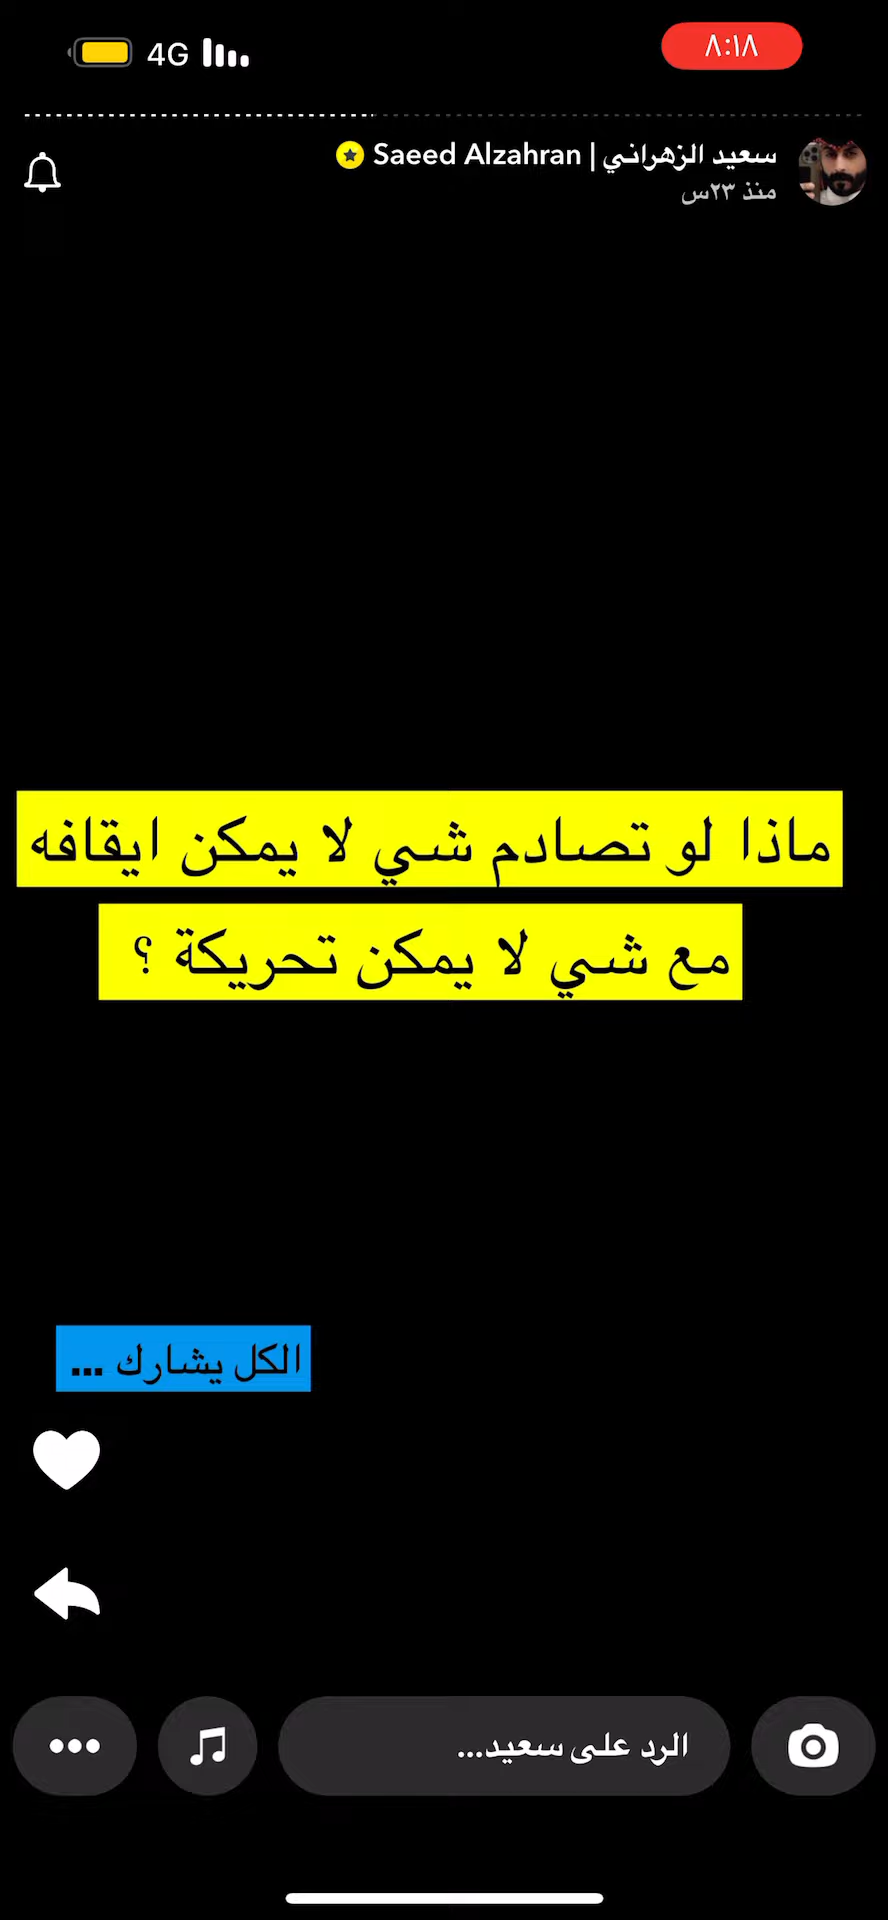 4G
٨:١٨
سعيد الزهراني | Saeed Alzahran
منذ ٢٣س
ماذا لو تصادم شي لا يمكن ايقافه
مع شي لا يمكن تحريكة ؟
الكل يشارك ...
الرد على سعيد...